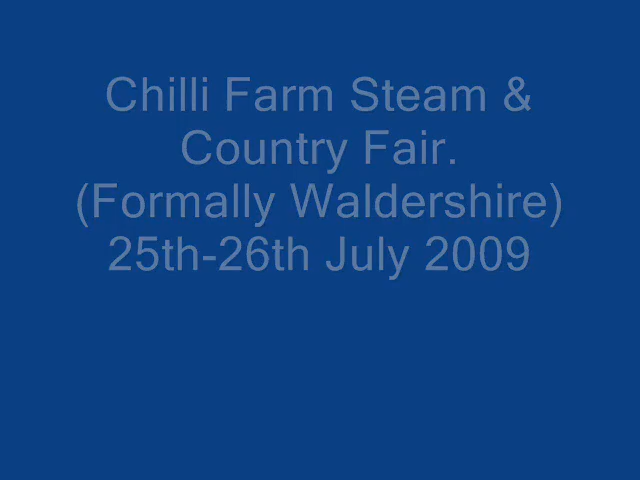 Chilli Farm Steam &
Country Fair.
(Formally Waldershire)
25th-26th July 2009